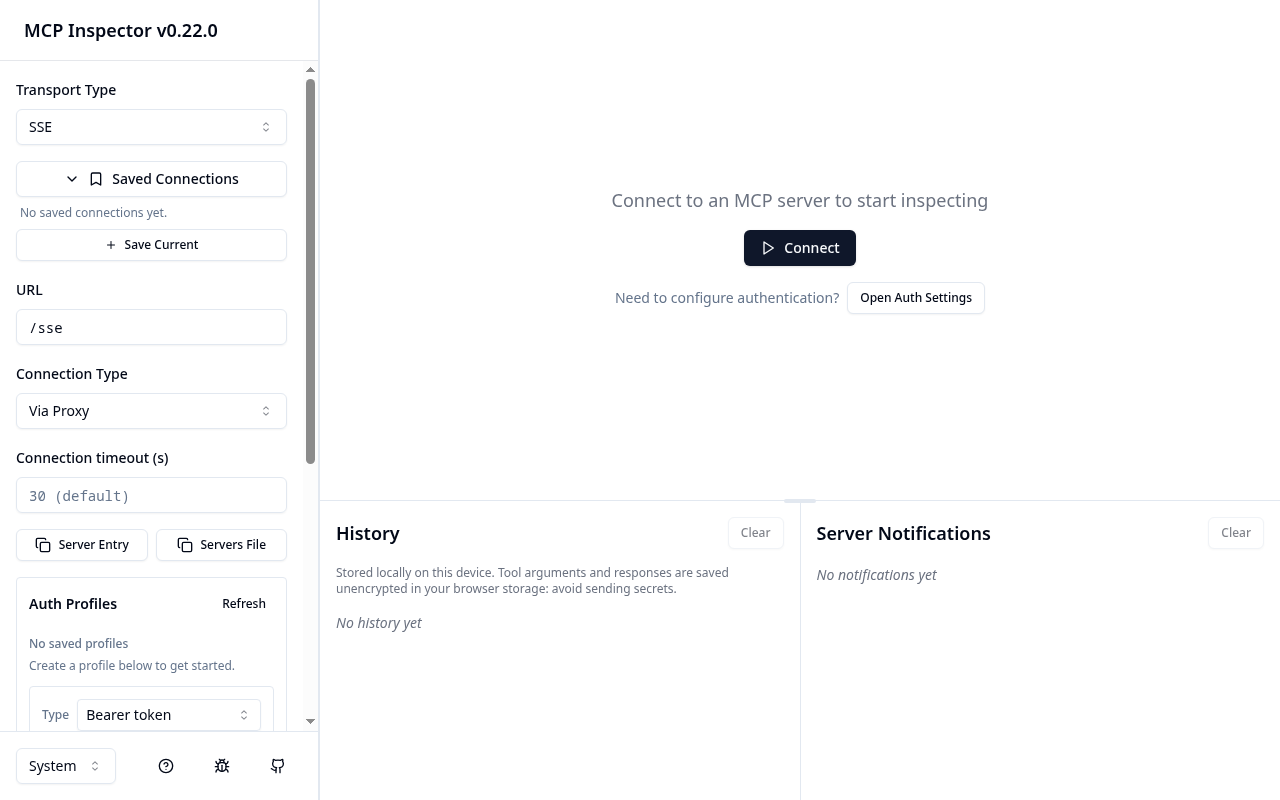 MCP Inspector v0.22.0
Transport Type
SSE
Saved Connections
No saved connections yet.
Save Current
URL
/sse
Connection Type
Via Proxy
Connection timeout (s)
30 (default)
Server Entry
Servers File
Auth Profiles
Refresh
No saved profiles
Create a profile below to get started.
Type
Bearer token
System
Connect to an MCP server to start inspecting
Connect
Need to configure authentication?
Open Auth Settings
History
Clear
Stored locally on this device. Tool arguments and responses are saved
unencrypted in your browser storage: avoid sending secrets.
No history yet
Server Notifications
Clear
No notifications yet